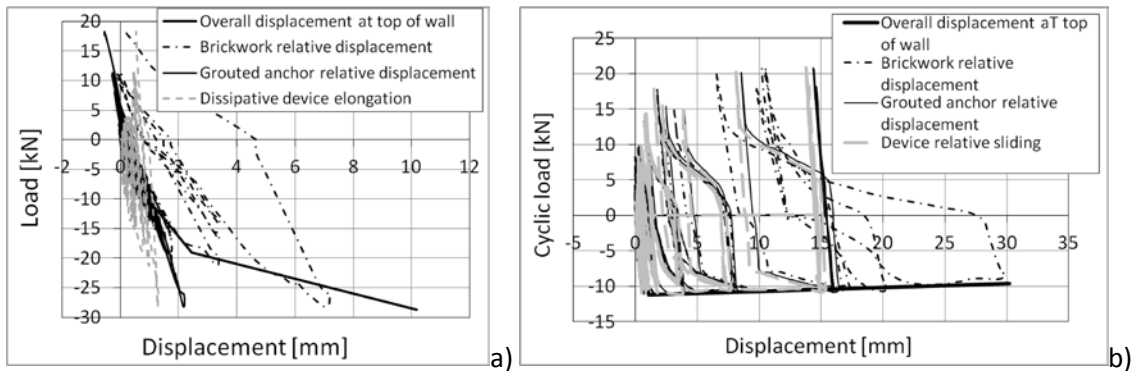 20
15
10
5
0
-5
-10
-15
-20
-25
-30
Load [kN]
-2 0 2 4 6 8 10 12
Displacement [mm]
Overall displacement at top of wall
Brickwork relative displacement
Grouted anchor relative displacement
Dissipative device elongation
a)
25
20
15
10
5
0
-5
-10
-15
Cyclic load [kN]
-5 0 5 10 15 20 25 30 35
Displacement [mm]
Overall displacement aT top
of wall
Brickwork relative
displacement
Grouted anchor relative
displacement
Device relative sliding
b)